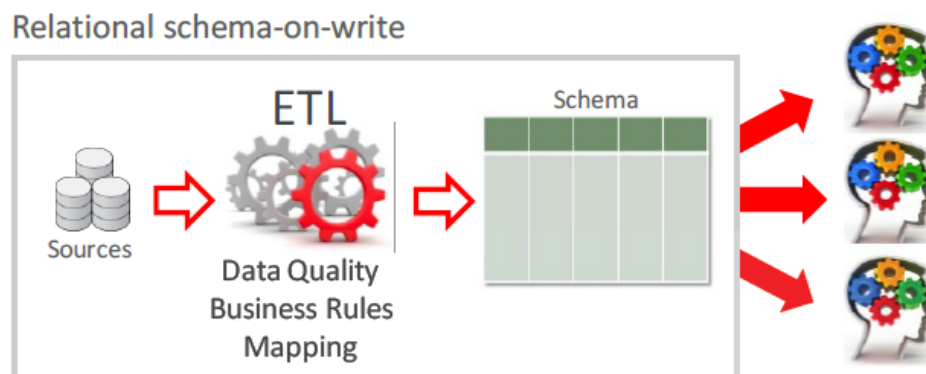 Relational schema-on-write
ETL
Schema
Sources
Data Quality
Business Rules
Mapping